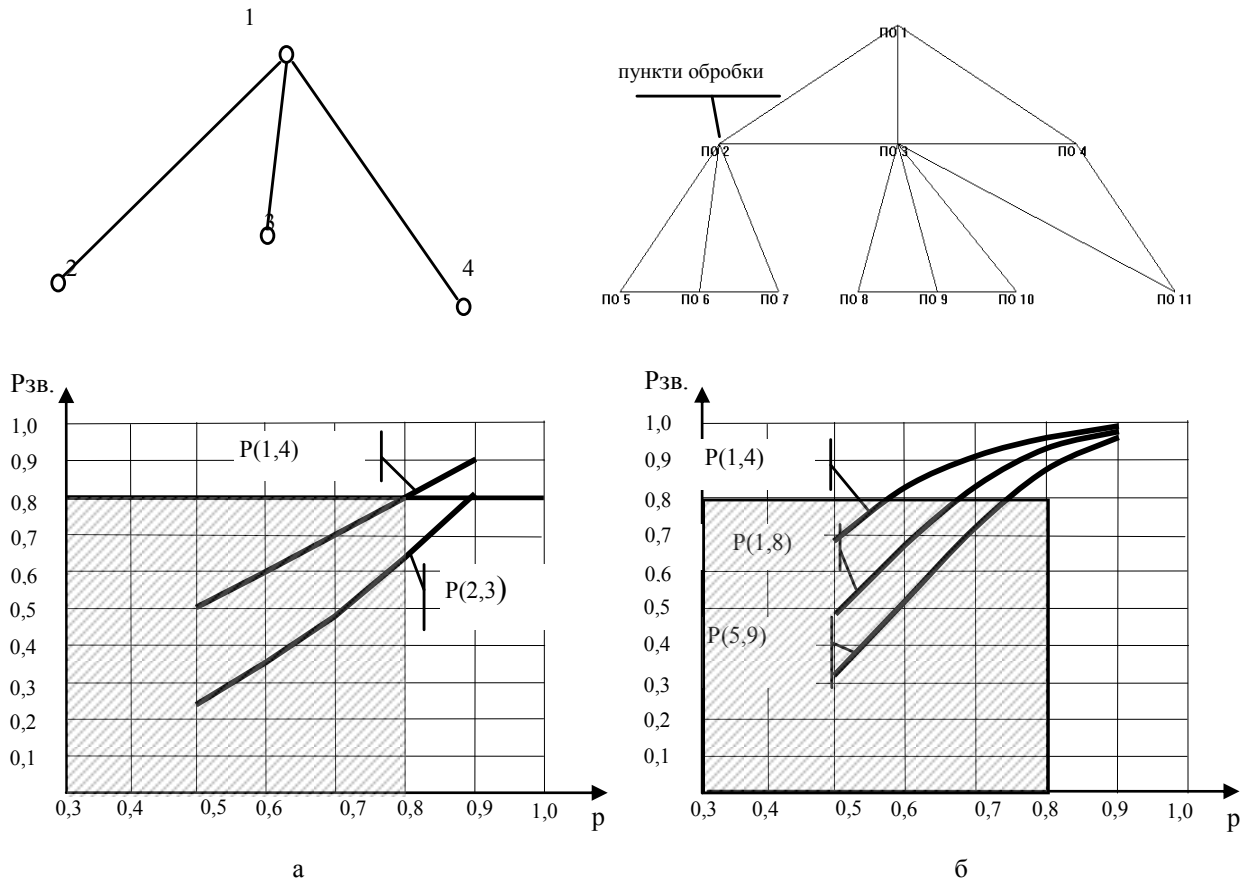 1
2
3
4
пункти обробки
ПО 1
ПО 2
ПО 3
ПО 4
ПО 5
ПО 6
ПО 7
ПО 8
ПО 9
ПО 10
ПО 11
Рзв.
1,0
0,9
0,8
0,7
0,6
0,5
0,4
0,3
0,2
0,1
P(1,4)
P(2,3)
0,3
0,4
0,5
0,6
0,7
0,8
0,9
1,0
р
а
Рзв.
1,0
0,9
0,8
0,7
0,6
0,5
0,4
0,3
0,2
0,1
P(1,4)
P(1,8)
P(5,9)
0,3
0,4
0,5
0,6
0,7
0,8
0,9
1,0
р
б